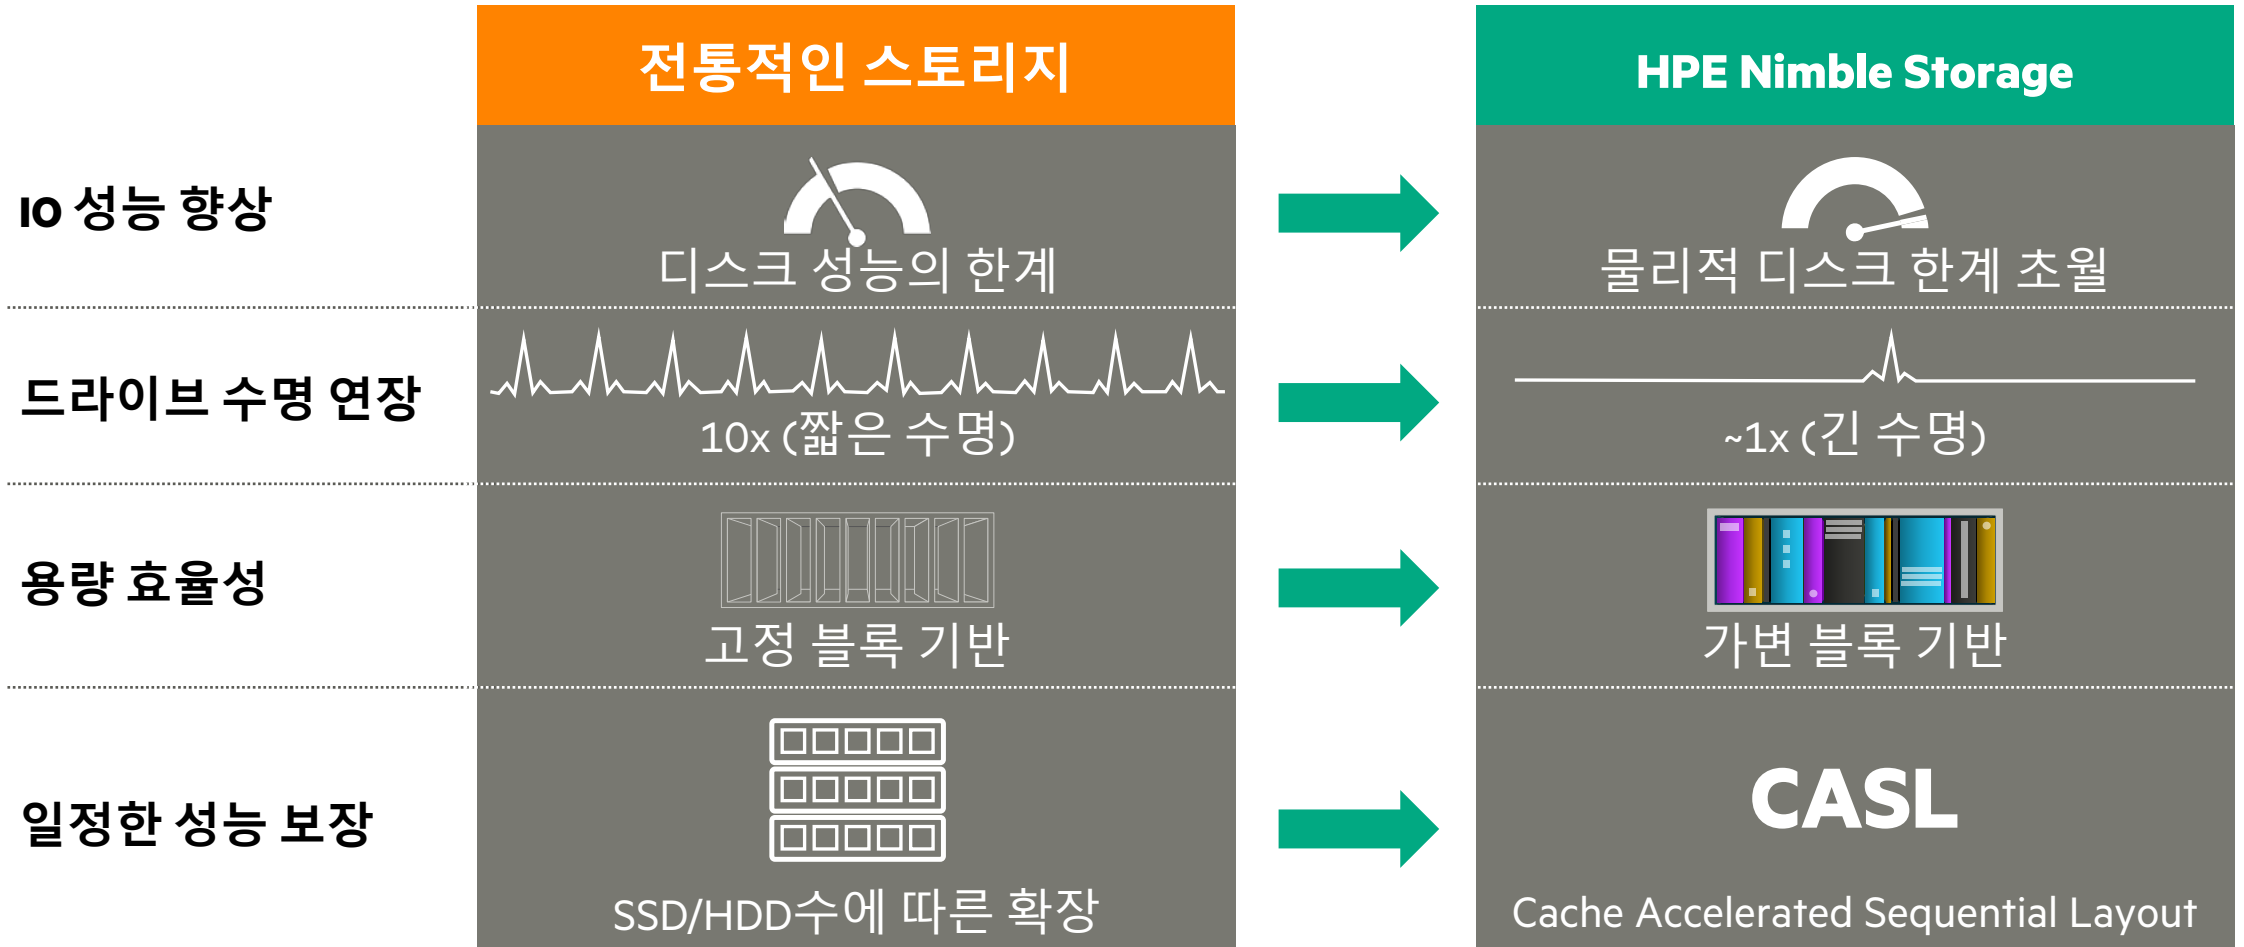 전통적인 스토리지
HPE Nimble Storage
IO 성능 향상
디스크 성능의 한계
물리적 디스크 한계 초월
드라이브 수명 연장
10x (짧은 수명)
~1x (긴 수명)
용량 효율성
고정 블록 기반
가변 블록 기반
일정한 성능 보장
SSD/HDD수에 따른 확장
CASL
Cache Accelerated Sequential Layout